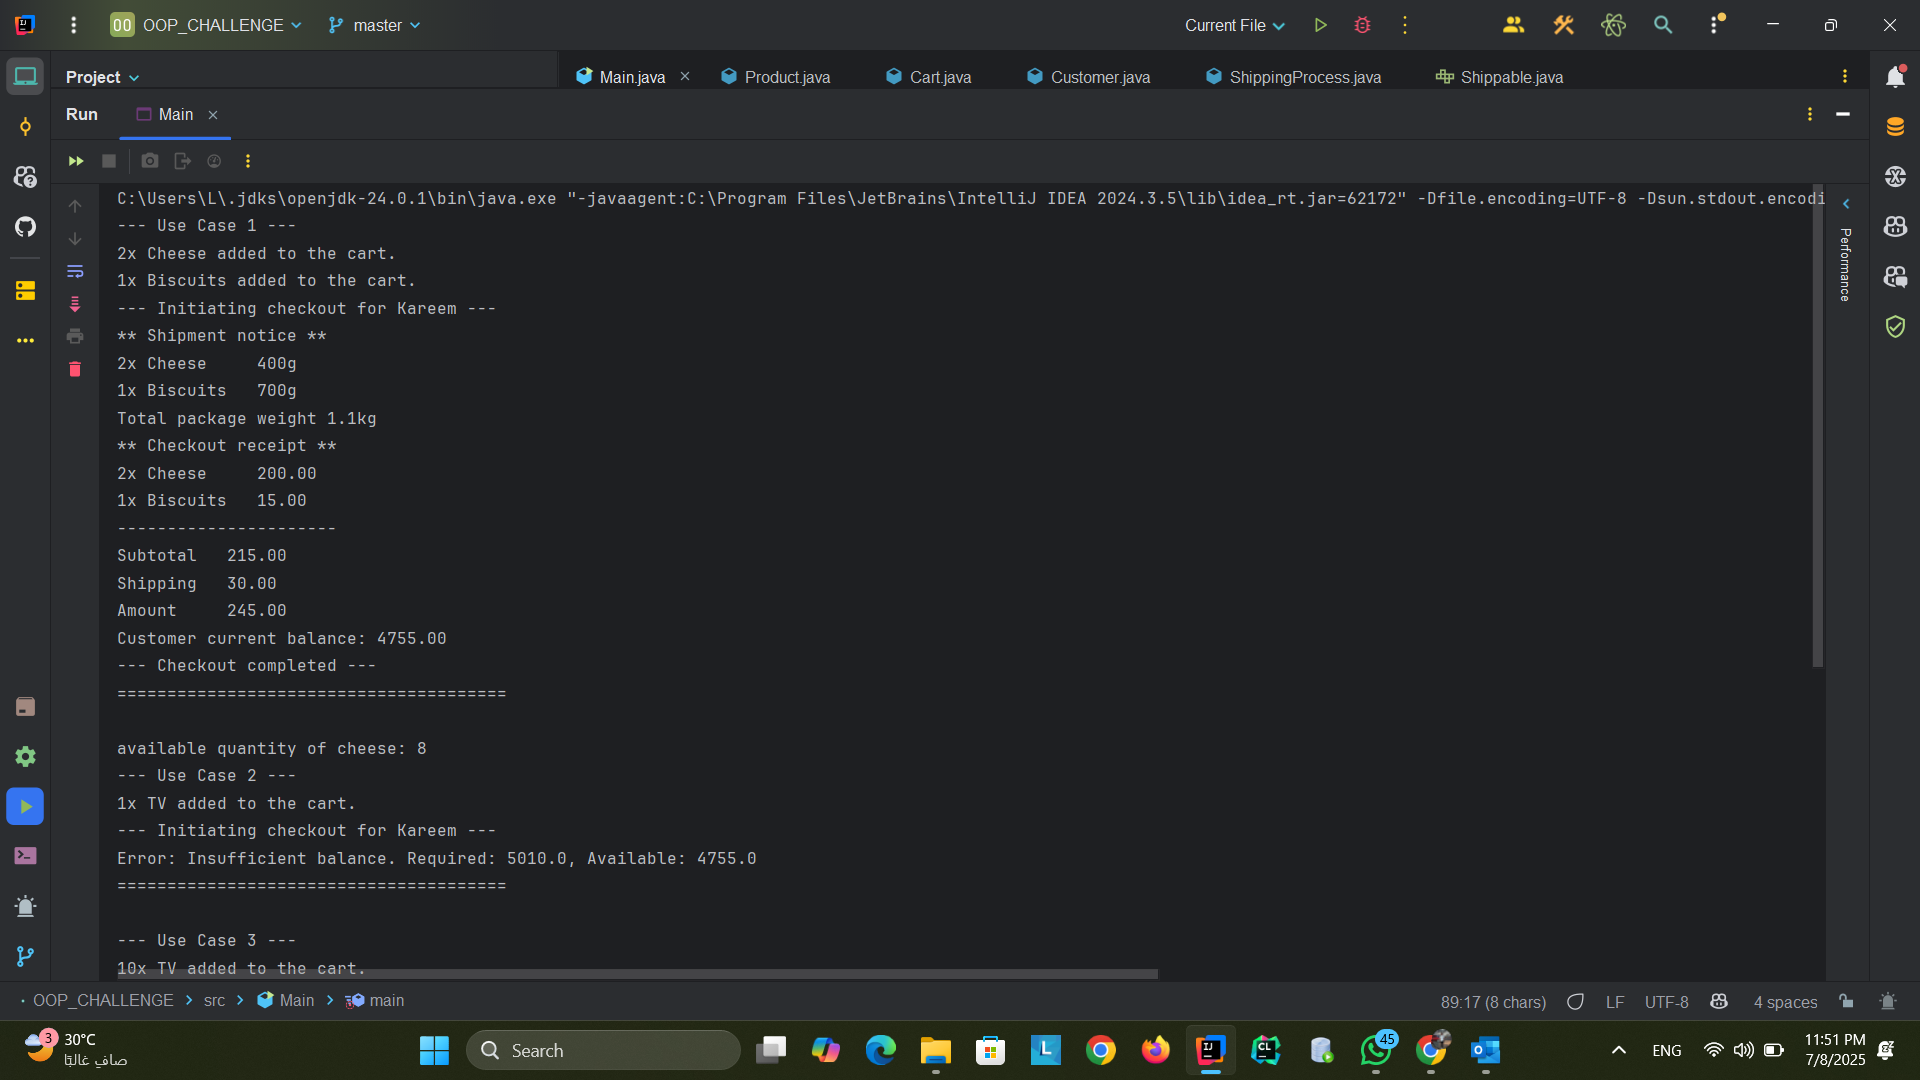 OO OOP_CHALLENGE master Current File
Project Main.java Product.java Cart.java Customer.java ShippingProcess.java Shippable.java
Run Main
C:\Users\L\.jdks\openjdk-24.0.1\bin\java.exe "-javaagent:C:\Program Files\JetBrains\IntelliJ IDEA 2024.3.5\lib\idea_rt.jar=62172" -Dfile.encoding=UTF-8 -Dsun.stdout.encodi
--- Use Case 1 ---
2x Cheese added to the cart.
1x Biscuits added to the cart.
--- Initiating checkout for Kareem ---
** Shipment notice **
2x Cheese     400g
1x Biscuits   700g
Total package weight 1.1kg
** Checkout receipt **
2x Cheese     200.00
1x Biscuits   15.00
----------------------
Subtotal   215.00
Shipping   30.00
Amount     245.00
Customer current balance: 4755.00
--- Checkout completed ---
=======================================
available quantity of cheese: 8
--- Use Case 2 ---
1x TV added to the cart.
--- Initiating checkout for Kareem ---
Error: Insufficient balance. Required: 5010.0, Available: 4755.0
=======================================
--- Use Case 3 ---
10x TV added to the cart.
Performance
OOP_CHALLENGE src Main main 89:17 (8 chars) LF UTF-8 4 spaces
3 30°C
صافٍ غالبًا
Search
L
CL
45
ENG
11:51 PM
7/8/2025